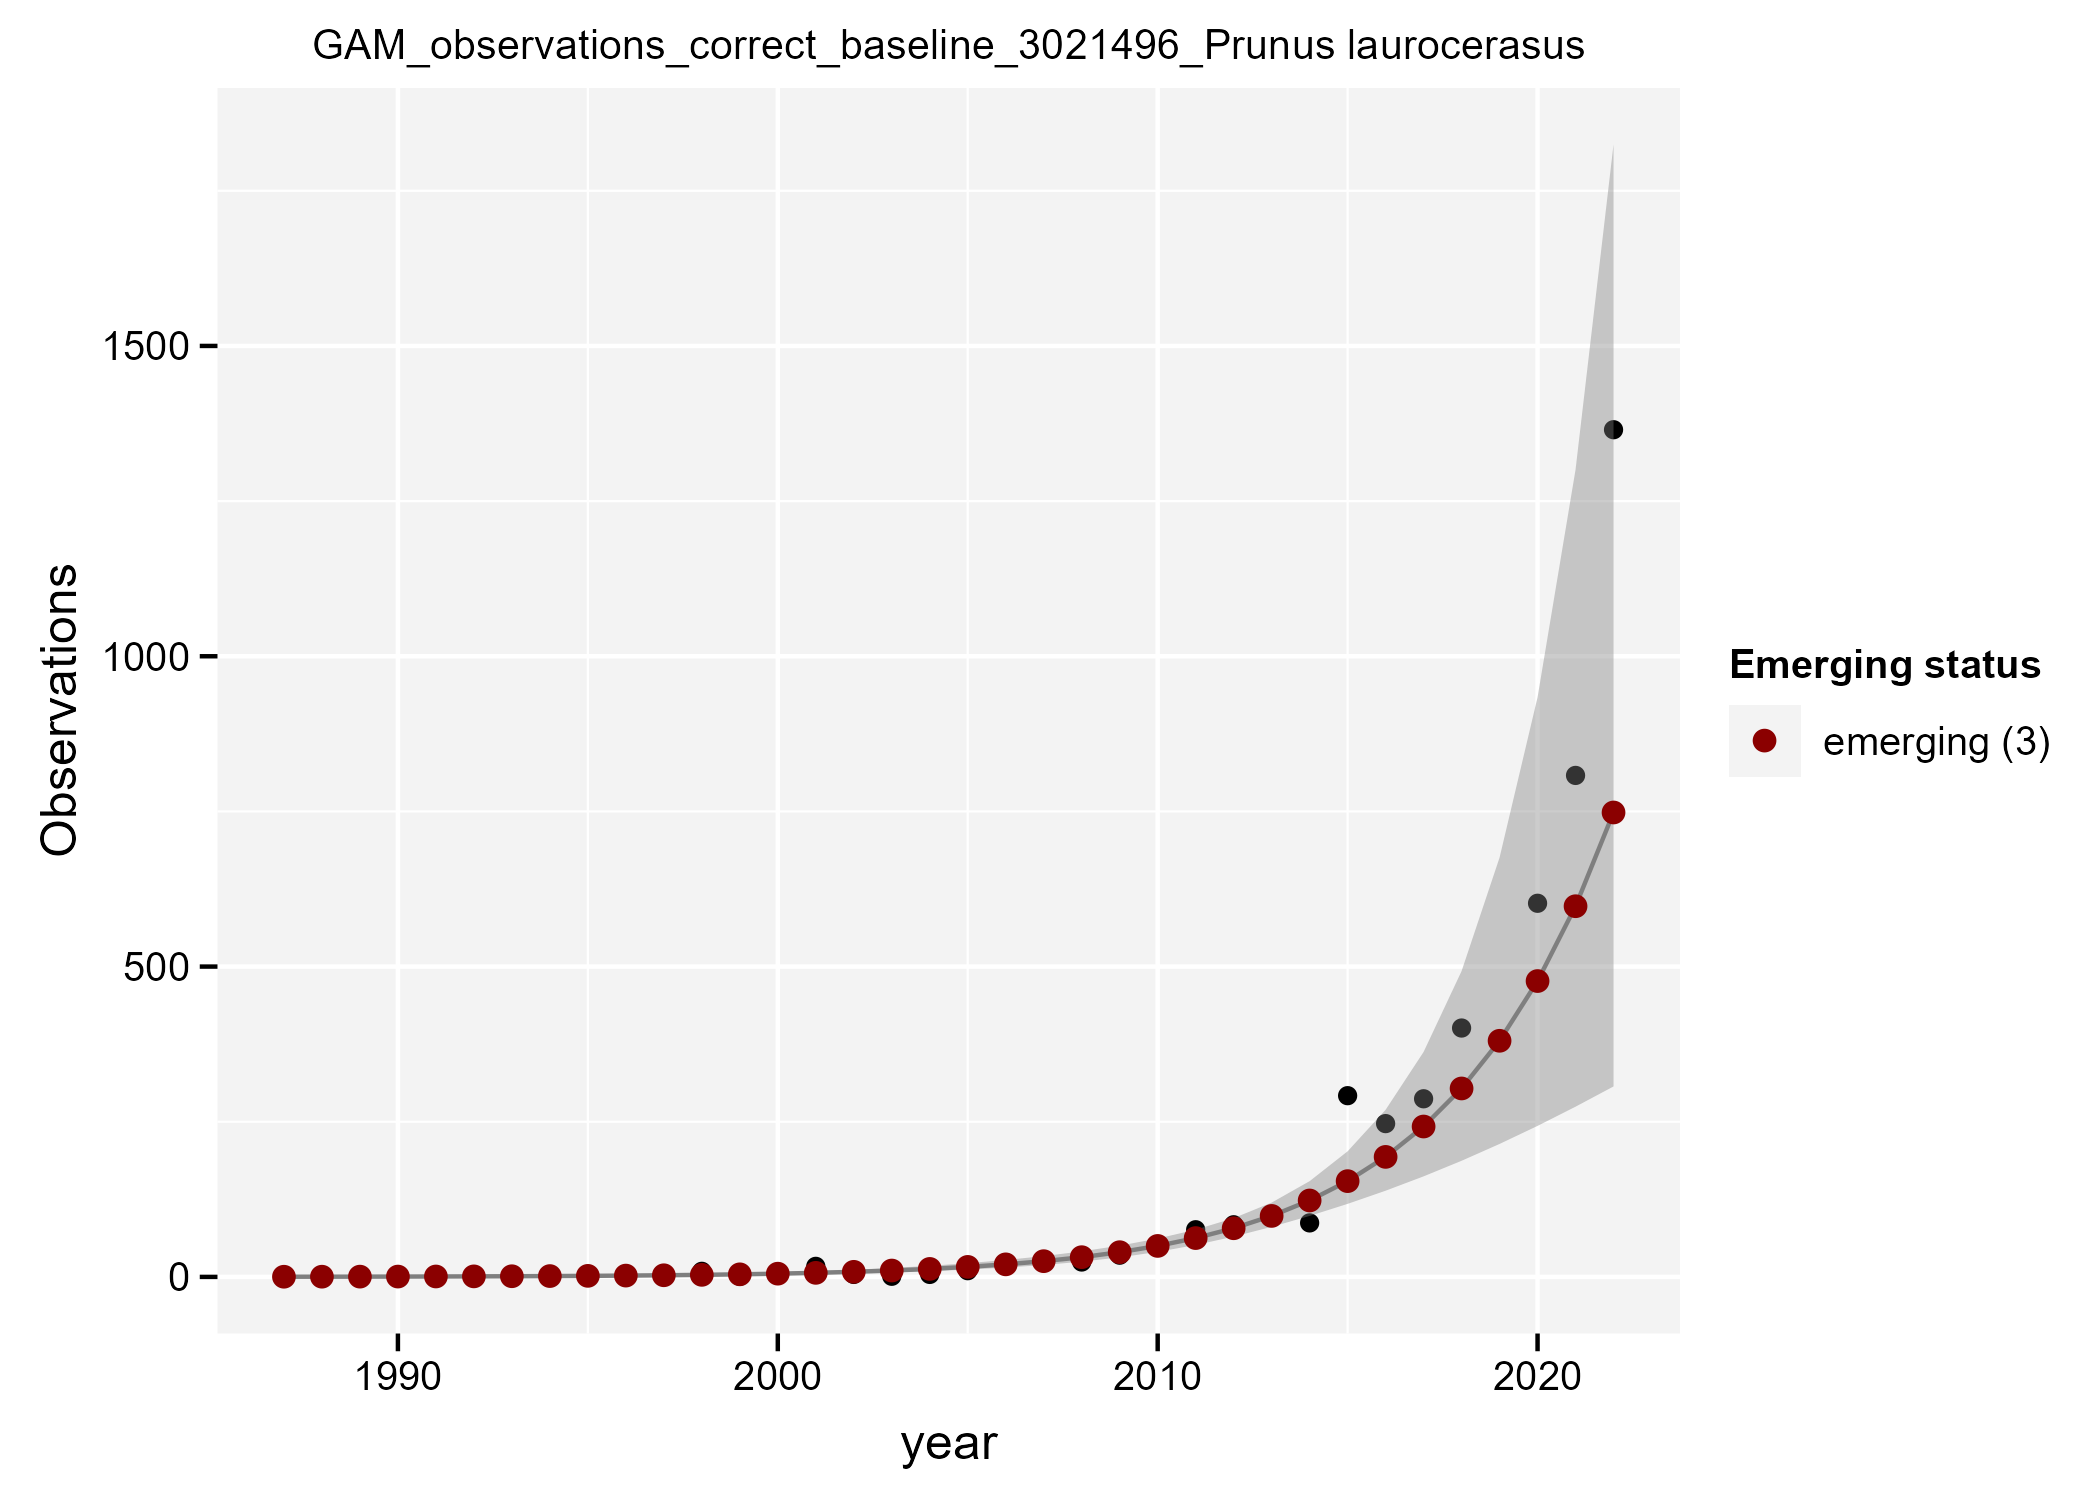 GAM_observations_correct_baseline_3021496_Prunus laurocerasus
Observations
1500
1000
500
0
1990
2000
2010
2020
year
Emerging status
emerging (3)